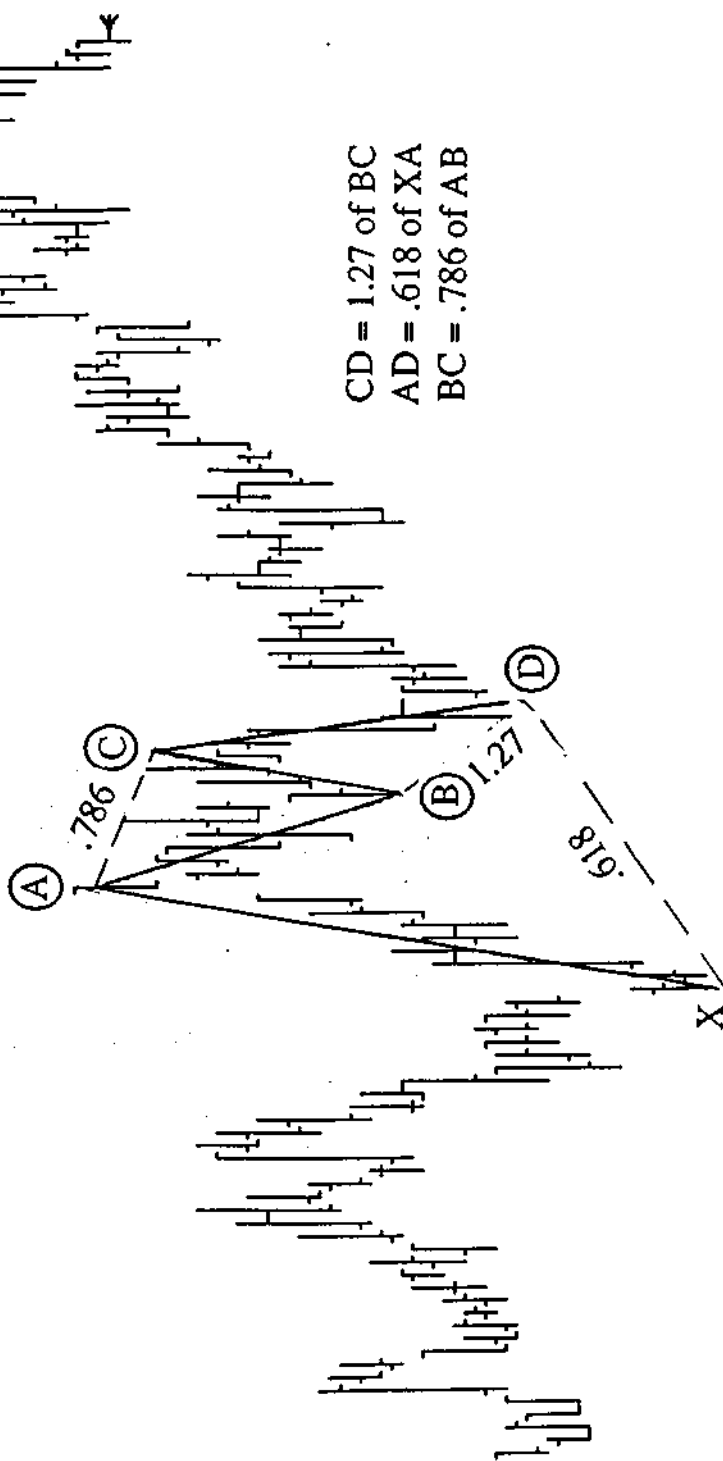 A
.786
C
B
1.27
D
.618
X
CD = 1.27 of BC
AD = .618 of XA
BC = .786 of AB